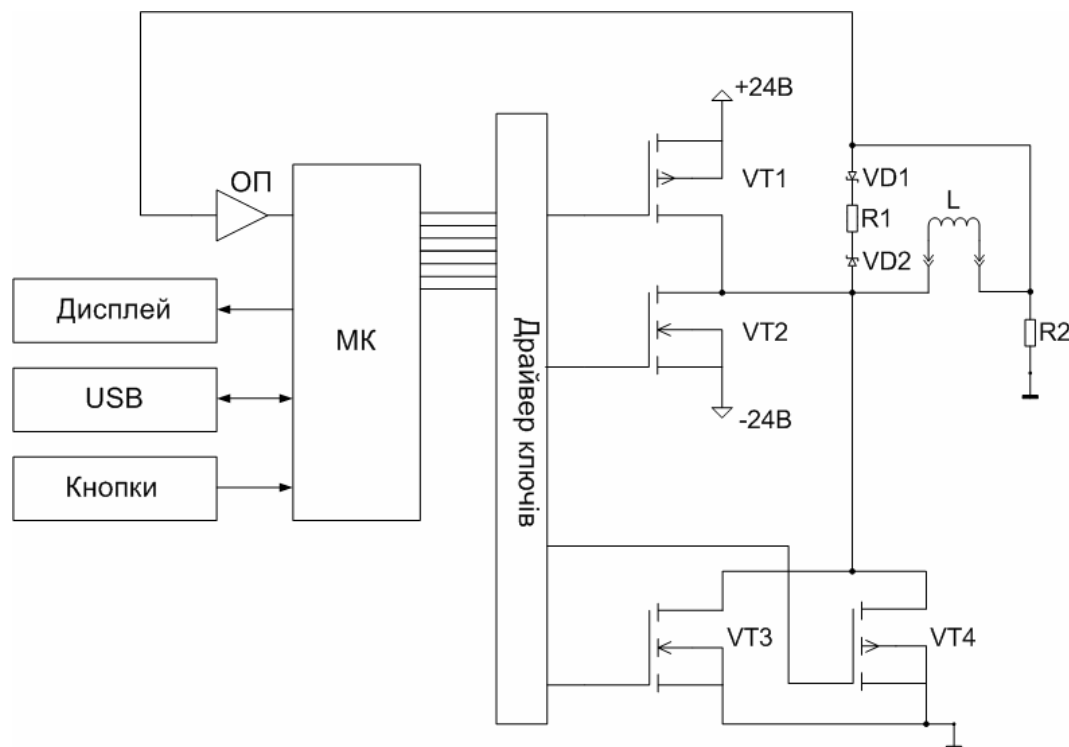 +24В
ОП
VT1
VD1
L
R1
VD2
Дисплей
МК
VT2
R2
USB
-24В
Кнопки
Драйвер ключів
VT3
VT4